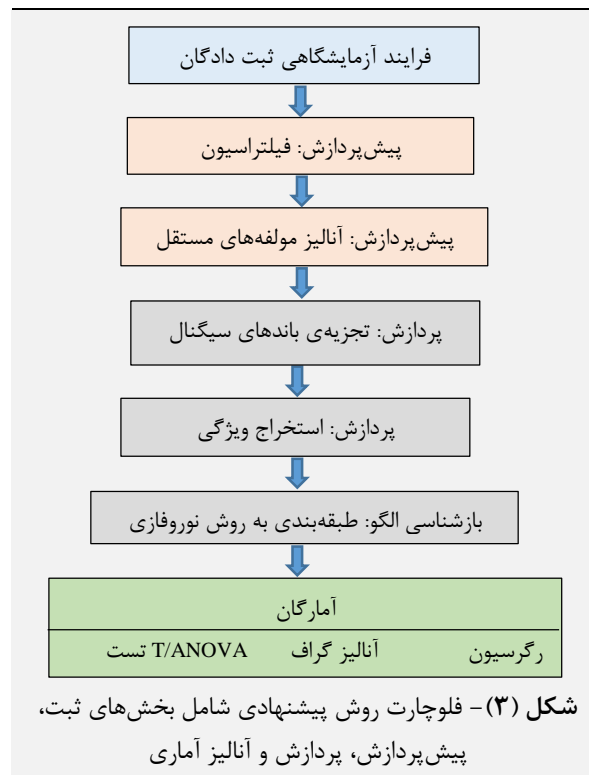 فرایند آزمایشگاهی ثبت دادگان
پیش‌پردازش: فیلتراسیون
پیش‌پردازش: آنالیز مولفه‌های مستقل
پردازش: تجزیه‌ی باندهای سیگنال
پردازش: استخراج ویژگی
بازشناسی الگو: طبقه‌بندی به روش نوروفازی
آمارگان
رگرسیون آنالیز گراف T/ANOVA تست
شکل (۳)- فلوچارت روش پیشنهادی شامل بخش‌های ثبت،
پیش‌پردازش، پردازش و آنالیز آماری